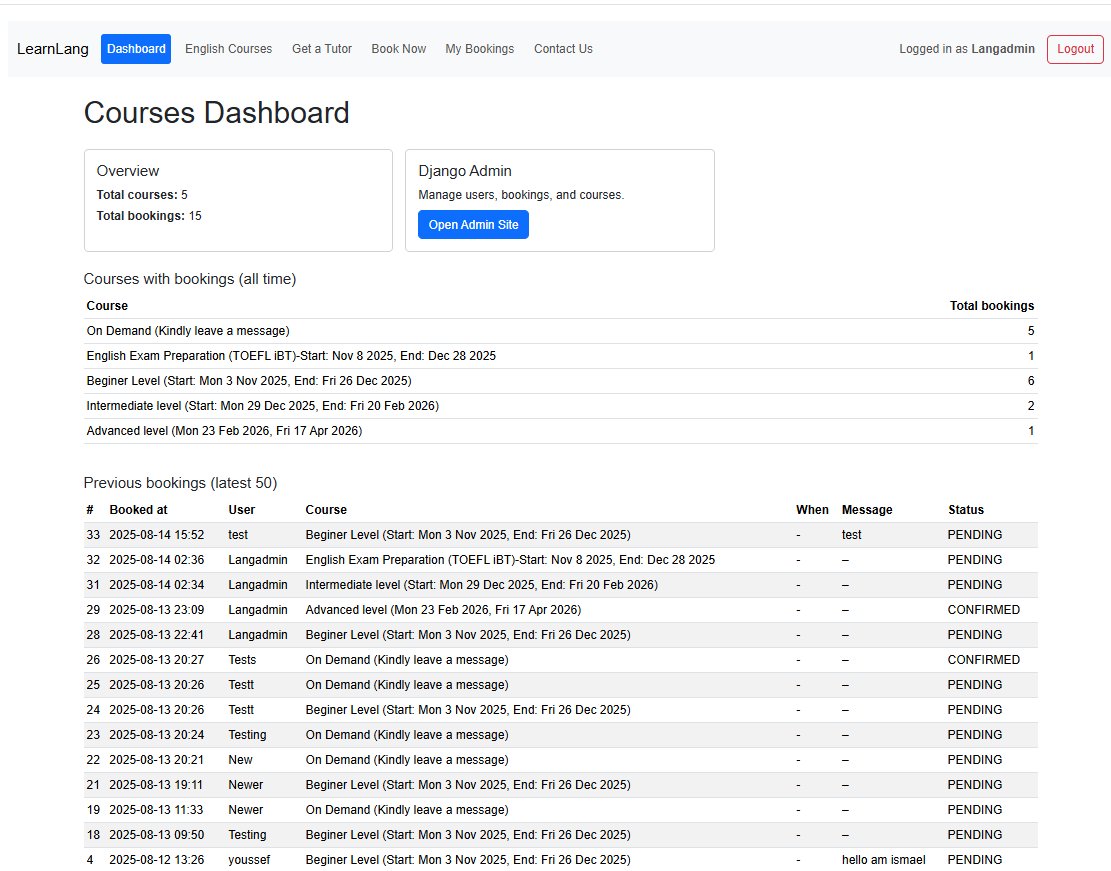 LearnLang Dashboard English Courses Get a Tutor Book Now My Bookings Contact Us Logged in as Langadmin Logout
Courses Dashboard
Overview
Total courses: 5
Total bookings: 15
Django Admin
Manage users, bookings, and courses.
Open Admin Site
Courses with bookings (all time)
Course Total bookings
On Demand (Kindly leave a message) 5
English Exam Preparation (TOEFL iBT)-Start: Nov 8 2025, End: Dec 28 2025 1
Beginer Level (Start: Mon 3 Nov 2025, End: Fri 26 Dec 2025) 6
Intermediate level (Start: Mon 29 Dec 2025, End: Fri 20 Feb 2026) 2
Advanced level (Mon 23 Feb 2026, Fri 17 Apr 2026) 1
Previous bookings (latest 50)
# Booked at User Course When Message Status
33 2025-08-14 15:52 test Beginer Level (Start: Mon 3 Nov 2025, End: Fri 26 Dec 2025) - test PENDING
32 2025-08-14 02:36 Langadmin English Exam Preparation (TOEFL iBT)-Start: Nov 8 2025, End: Dec 28 2025 - – PENDING
31 2025-08-14 02:34 Langadmin Intermediate level (Start: Mon 29 Dec 2025, End: Fri 20 Feb 2026) - – PENDING
29 2025-08-13 23:09 Langadmin Advanced level (Mon 23 Feb 2026, Fri 17 Apr 2026) - – CONFIRMED
28 2025-08-13 22:41 Langadmin Beginer Level (Start: Mon 3 Nov 2025, End: Fri 26 Dec 2025) - – PENDING
26 2025-08-13 20:27 Tests On Demand (Kindly leave a message) - – CONFIRMED
25 2025-08-13 20:26 Testt On Demand (Kindly leave a message) - – PENDING
24 2025-08-13 20:26 Testt Beginer Level (Start: Mon 3 Nov 2025, End: Fri 26 Dec 2025) - – PENDING
23 2025-08-13 20:24 Testing On Demand (Kindly leave a message) - – PENDING
22 2025-08-13 20:21 New On Demand (Kindly leave a message) - – PENDING
21 2025-08-13 19:11 Newer Beginer Level (Start: Mon 3 Nov 2025, End: Fri 26 Dec 2025) - – PENDING
19 2025-08-13 11:33 Newer On Demand (Kindly leave a message) - – PENDING
18 2025-08-13 09:50 Testing Beginer Level (Start: Mon 3 Nov 2025, End: Fri 26 Dec 2025) - – PENDING
4 2025-08-12 13:26 youssef Beginer Level (Start: Mon 3 Nov 2025, End: Fri 26 Dec 2025) - hello am ismael PENDING